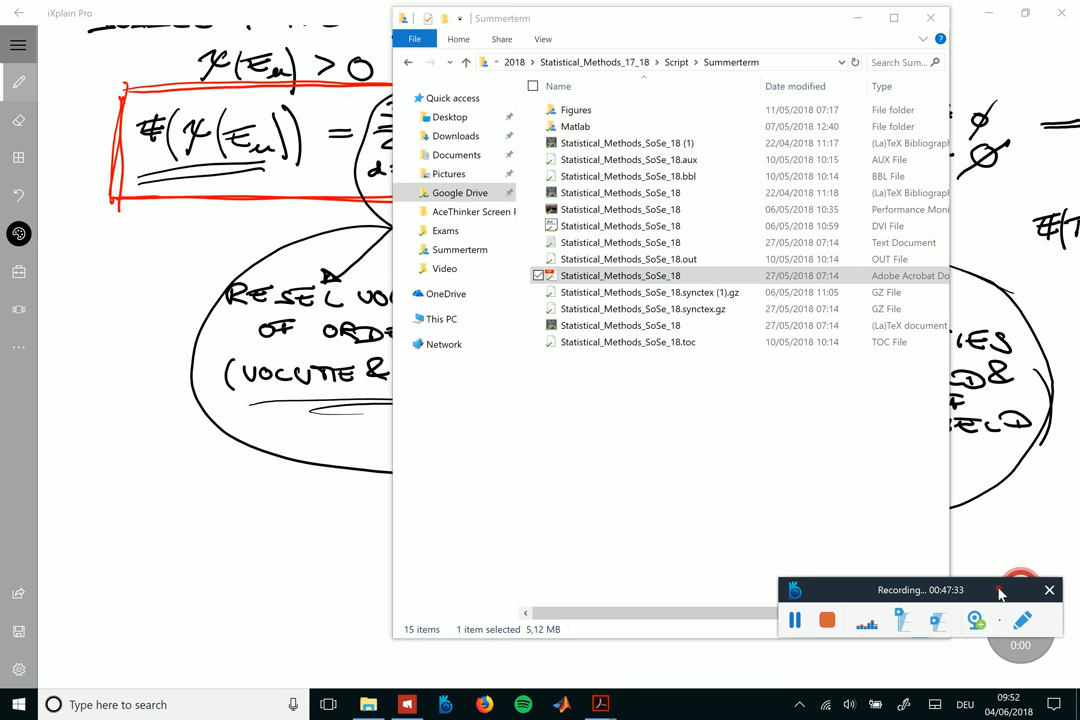 iXplain Pro
Summerterm
File Home Share View
2018 Statistical_Methods_17_18 Script Summerterm
Search Sum...
Name Date modified Type
Quick access
Desktop
Downloads
Documents
Pictures
Google Drive
AceThinker Screen
Exams
Summerterm
Video
OneDrive
This PC
Network
Figures 11/05/2018 07:17 File folder
Matlab 07/05/2018 12:40 File folder
Statistical_Methods_SoSe_18 (1) 22/04/2018 11:17 (La)TeX Bibliograph
Statistical_Methods_SoSe_18.aux 10/05/2018 10:15 AUX File
Statistical_Methods_SoSe_18.bbl 10/05/2018 10:14 BBL File
Statistical_Methods_SoSe_18 22/04/2018 11:18 (La)TeX Bibliograph
Statistical_Methods_SoSe_18 06/05/2018 10:35 Performance Moni
Statistical_Methods_SoSe_18 06/05/2018 10:59 DVI File
Statistical_Methods_SoSe_18 27/05/2018 07:14 Text Document
Statistical_Methods_SoSe_18.out 10/05/2018 10:14 OUT File
Statistical_Methods_SoSe_18 27/05/2018 07:14 Adobe Acrobat Do
Statistical_Methods_SoSe_18.synctex (1).gz 06/05/2018 11:05 GZ File
Statistical_Methods_SoSe_18.synctex.gz 27/05/2018 07:14 GZ File
Statistical_Methods_SoSe_18 27/05/2018 07:14 (La)TeX document
Statistical_Methods_SoSe_18.toc 10/05/2018 10:14 TOC File
15 items 1 item selected 5,12 MB
> 0
=
RESEL VO
OF ORDE
(VOLUME &
Recording... 00:47:33
0:00
Type here to search
DEU
09:52
04/06/2018